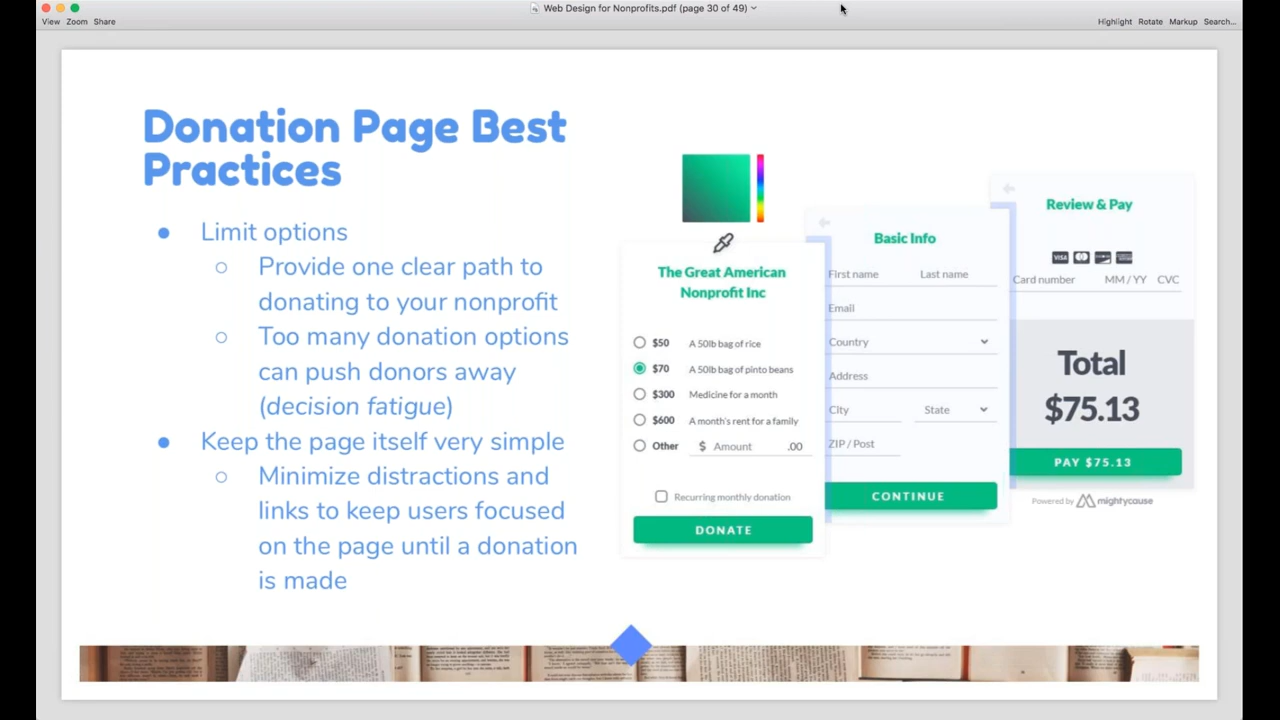 Web Design for Nonprofits.pdf (page 30 of 49)
View Zoom Share
Highlight Rotate Markup Search...
Donation Page Best
Practices
● Limit options
○ Provide one clear path to
donating to your nonprofit
○ Too many donation options
can push donors away
(decision fatigue)
● Keep the page itself very simple
○ Minimize distractions and
links to keep users focused
on the page until a donation
is made
The Great American
Nonprofit Inc
$50 A 50lb bag of rice
$70 A 50lb bag of pinto beans
$300 Medicine for a month
$600 A month's rent for a family
Other $ Amount .00
Recurring monthly donation
DONATE
Basic Info
First name Last name
Email
Country
Address
City State
ZIP / Post
CONTINUE
Review & Pay
VISA
Card number MM / YY CVC
Total
$75.13
PAY $75.13
Powered by mightycause